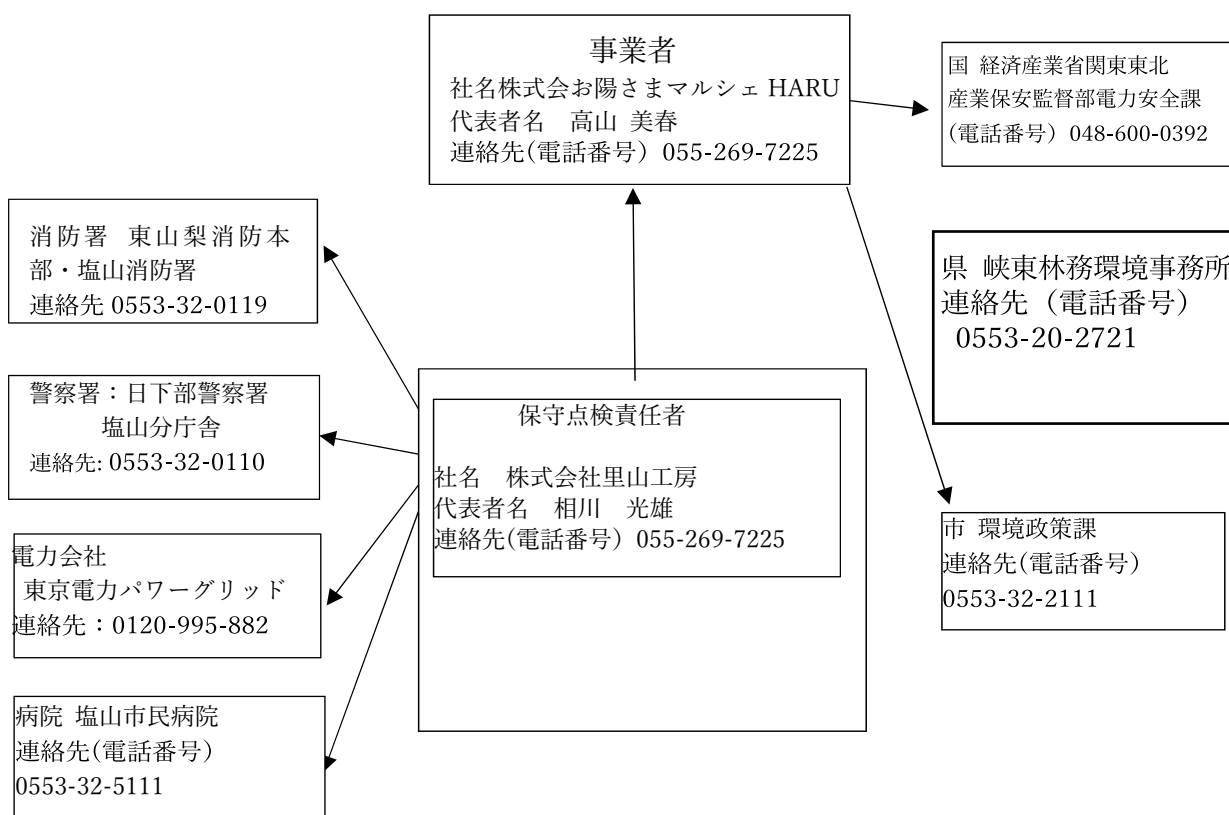 事業者
社名株式会お陽さまマルシェ HARU
代表者名　高山 美春
連絡先(電話番号）055-269-7225
国 経済産業省関東東北
産業保安監督部電力安全課
(電話番号）048-600-0392
消防署 東山梨消防本
部・塩山消防署
連絡先 0553-32-0119
県 峡東林務環境事務所
連絡先（電話番号）
0553-20-2721
警察署：日下部警察署
塩山分庁舎
連絡先: 0553-32-0110
保守点検責任者
社名　株式会社里山工房
代表者名　相川　光雄
連絡先(電話番号）055-269-7225
電力会社
東京電力パワーグリッド
連絡先：0120-995-882
市 環境政策課
連絡先(電話番号）
0553-32-2111
病院 塩山市民病院
連絡先(電話番号）
0553-32-5111